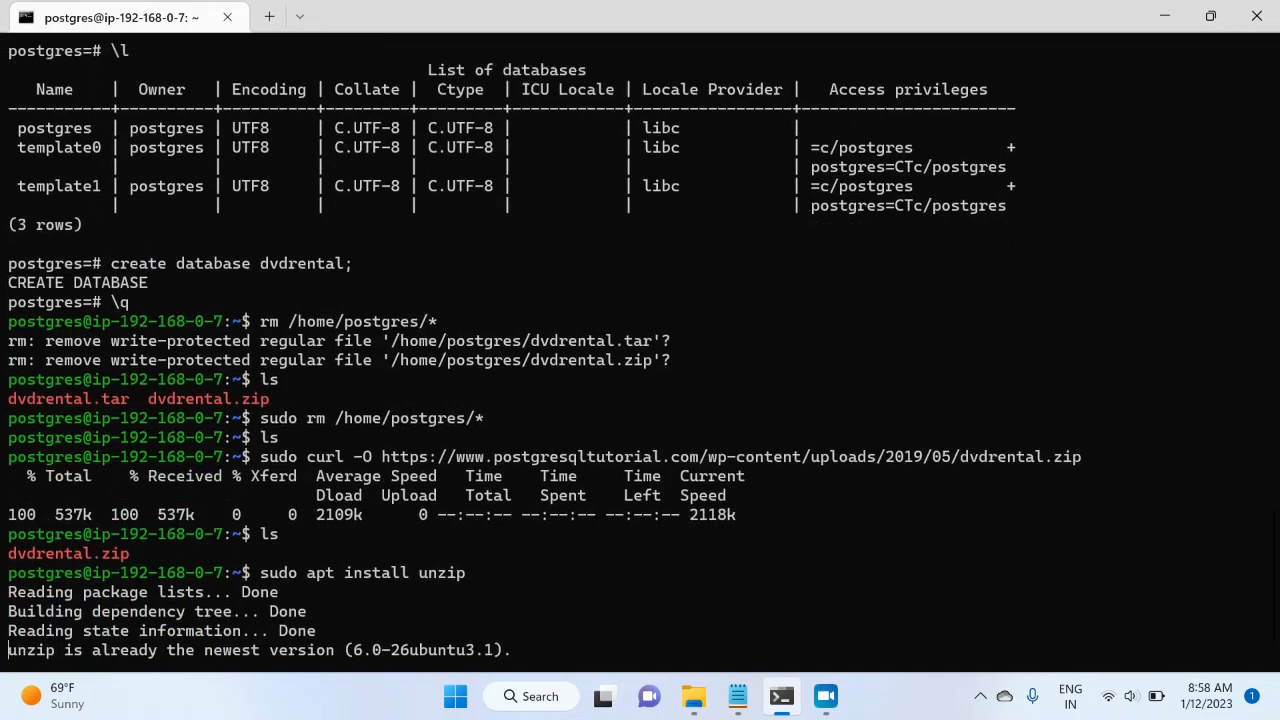 postgres@ip-192-168-0-7: ~
postgres=# \l
List of databases
Name | Owner | Encoding | Collate | Ctype | ICU Locale | Locale Provider | Access privileges
-----------+----------+----------+---------+---------+------------+-----------------+-----------------------
postgres | postgres | UTF8 | C.UTF-8 | C.UTF-8 | | libc |
template0 | postgres | UTF8 | C.UTF-8 | C.UTF-8 | | libc | =c/postgres +
| | | | | | | postgres=CTc/postgres
template1 | postgres | UTF8 | C.UTF-8 | C.UTF-8 | | libc | =c/postgres +
| | | | | | | postgres=CTc/postgres
(3 rows)
postgres=# create database dvdrental;
CREATE DATABASE
postgres=# \q
postgres@ip-192-168-0-7:~$ rm /home/postgres/*
rm: remove write-protected regular file '/home/postgres/dvdrental.tar'?
rm: remove write-protected regular file '/home/postgres/dvdrental.zip'?
postgres@ip-192-168-0-7:~$ ls
dvdrental.tar dvdrental.zip
postgres@ip-192-168-0-7:~$ sudo rm /home/postgres/*
postgres@ip-192-168-0-7:~$ ls
postgres@ip-192-168-0-7:~$ sudo curl -O https://www.postgresqltutorial.com/wp-content/uploads/2019/05/dvdrental.zip
% Total % Received % Xferd Average Speed Time Time Time Current
Dload Upload Total Spent Left Speed
100 537k 100 537k 0 0 2109k 0 --:--:-- --:--:-- --:--:-- 2118k
postgres@ip-192-168-0-7:~$ ls
dvdrental.zip
postgres@ip-192-168-0-7:~$ sudo apt install unzip
Reading package lists... Done
Building dependency tree... Done
Reading state information... Done
unzip is already the newest version (6.0-26ubuntu3.1).
69°F
Sunny
Search
ENG
IN
8:58 AM
1/12/2023
1